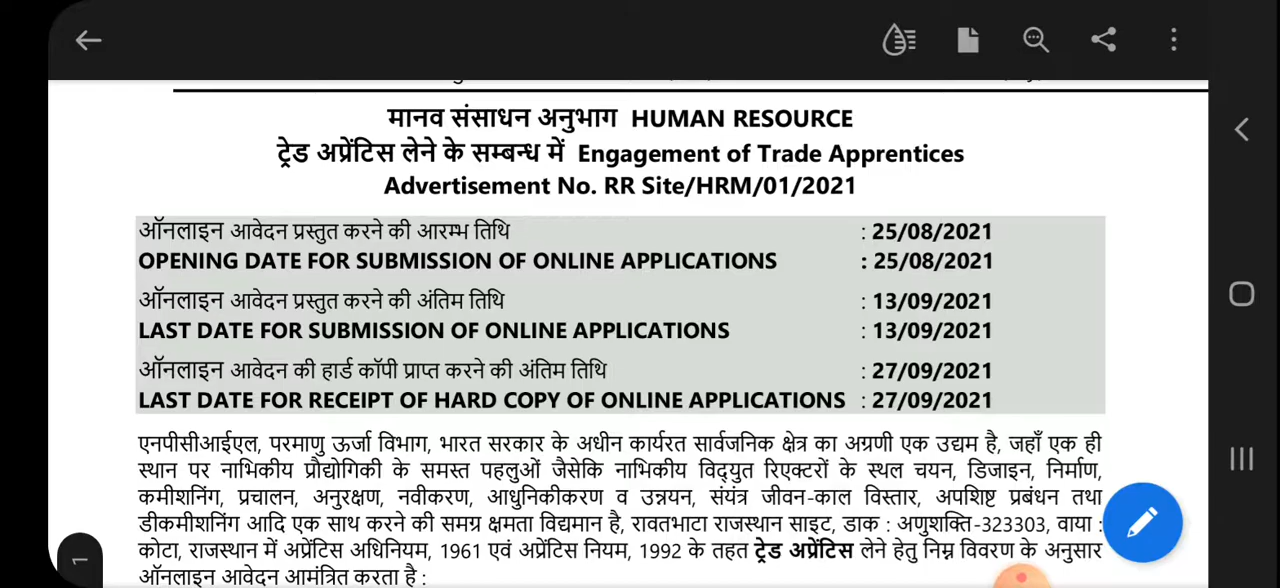 मानव संसाधन अनुभाग HUMAN RESOURCE
ट्रेड अप्रेंटिस लेने के सम्बन्ध में Engagement of Trade Apprentices
Advertisement No. RR Site/HRM/01/2021
ऑनलाइन आवेदन प्रस्तुत करने की आरम्भ तिथि : 25/08/2021
OPENING DATE FOR SUBMISSION OF ONLINE APPLICATIONS : 25/08/2021
ऑनलाइन आवेदन प्रस्तुत करने की अंतिम तिथि : 13/09/2021
LAST DATE FOR SUBMISSION OF ONLINE APPLICATIONS : 13/09/2021
ऑनलाइन आवेदन की हार्ड कॉपी प्राप्त करने की अंतिम तिथि : 27/09/2021
LAST DATE FOR RECEIPT OF HARD COPY OF ONLINE APPLICATIONS : 27/09/2021
एनपीसीआईएल, परमाणु ऊर्जा विभाग, भारत सरकार के अधीन कार्यरत सार्वजनिक क्षेत्र का अग्रणी एक उद्यम है, जहाँ एक ही
स्थान पर नाभिकीय प्रौद्योगिकी के समस्त पहलुओं जैसेकि नाभिकीय विद्युत रिएक्टरों के स्थल चयन, डिजाइन, निर्माण,
कमीशनिंग, प्रचालन, अनुरक्षण, नवीकरण, आधुनिकीकरण व उन्नयन, संयंत्र जीवन-काल विस्तार, अपशिष्ट प्रबंधन तथा
डीकमीशनिंग आदि एक साथ करने की समग्र क्षमता विद्यमान है, रावतभाटा राजस्थान साइट, डाक : अणुशक्ति-323303, वाया :
कोटा, राजस्थान में अप्रेंटिस अधिनियम, 1961 एवं अप्रेंटिस नियम, 1992 के तहत ट्रेड अप्रेंटिस लेने हेतु निम्न विवरण के अनुसार
ऑनलाइन आवेदन आमंत्रित करता है :
1